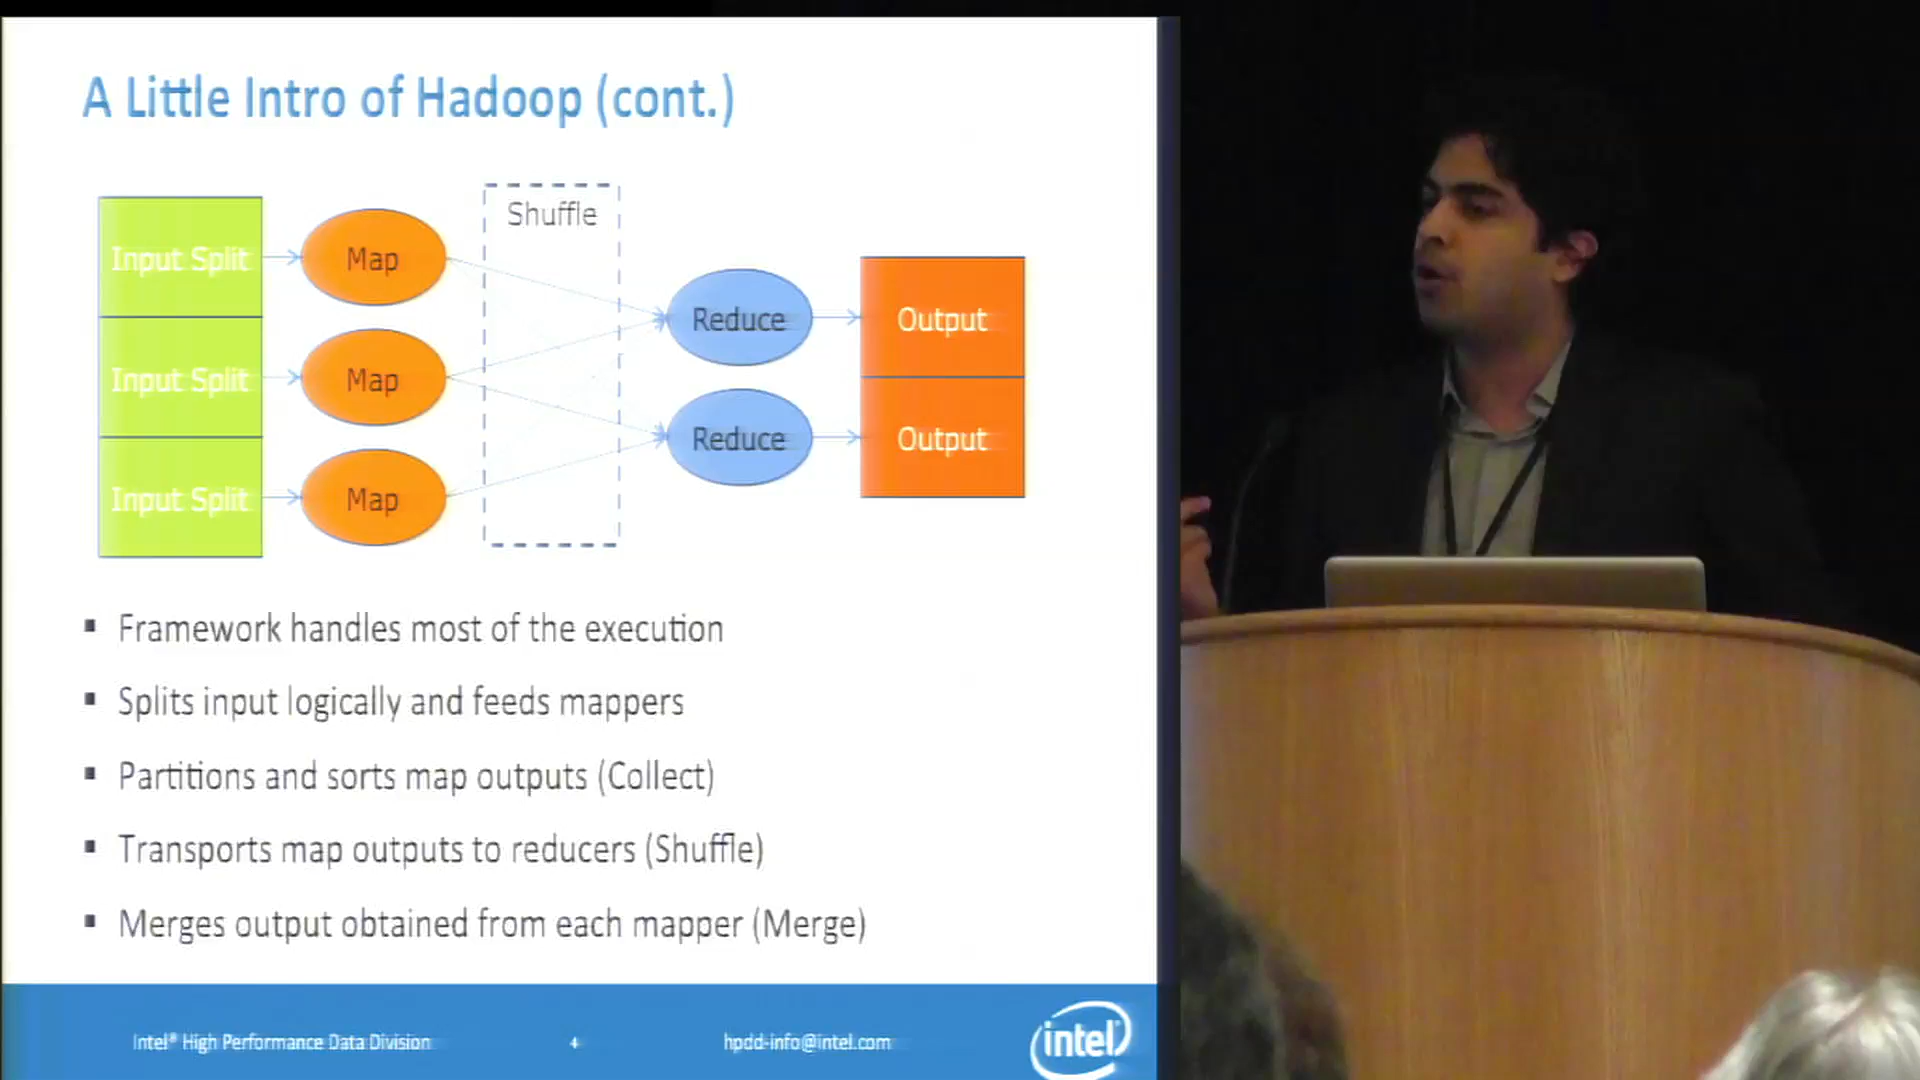 A Little Intro of Hadoop (cont.)
Shuffle
Input Split
Map
Input Split
Map
Input Split
Map
Reduce
Output
Reduce
Output
▪ Framework handles most of the execution
▪ Splits input logically and feeds mappers
▪ Partitions and sorts map outputs (Collect)
▪ Transports map outputs to reducers (Shuffle)
▪ Merges output obtained from each mapper (Merge)
Intel® High Performance Data Division
4
hpdd-info@intel.com
intel